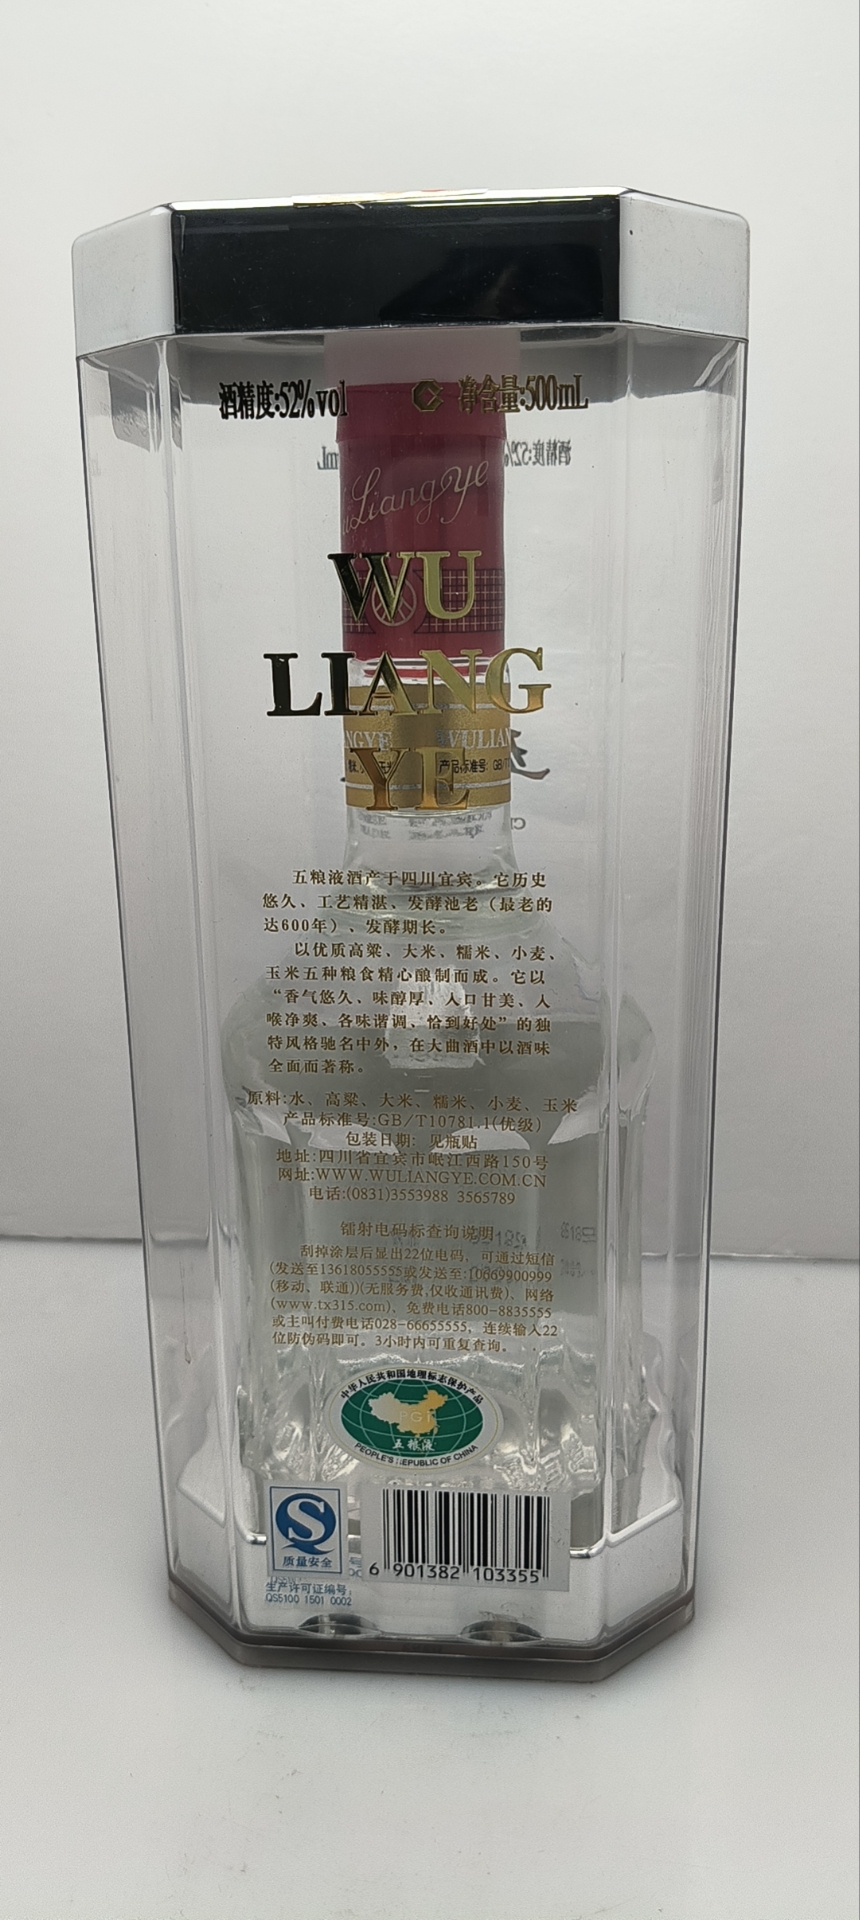 酒精度:52%vol 净含量:500mL
LiangYe
WU
LIANG
YE
NGYE WULIAN
产品标准号: GB/T
五粮液酒产于四川宜宾。它历史
悠久、工艺精湛、发酵池老（最老的
达600年）、发酵期长。
以优质高粱、大米、糯米、小麦、
玉米五种粮食精心酿制而成。它以
“香气悠久、味醇厚、入口甘美、入
喉净爽、各味谐调、恰到好处”的独
特风格驰名中外，在大曲酒中以酒味
全面而著称。
原料:水、高粱、大米、糯米、小麦、玉米
产品标准号:GB/T10781.1(优级)
包装日期: 见瓶贴
地址:四川省宜宾市岷江西路150号
网址:WWW.WULIANGYE.COM.CN
电话:(0831)3553988 3565789
镭射电码标查询说明
刮掉涂层后显出22位电码，可通过短信
(发送至13618055555或发送至:10669900999
(移动、联通))(无服务费,仅收通讯费)、网络
(www.tx315.com)，免费电话800-8835555
或主叫付费电话028-66655555，连续输入22
位防伪码即可。3小时内可重复查询。
中华人民共和国地理标志保护产品
PGI
五粮液
PEOPLE'S REPUBLIC OF CHINA
质量安全
生产许可证编号:
QS5100 1501 0002
6 901382 103355